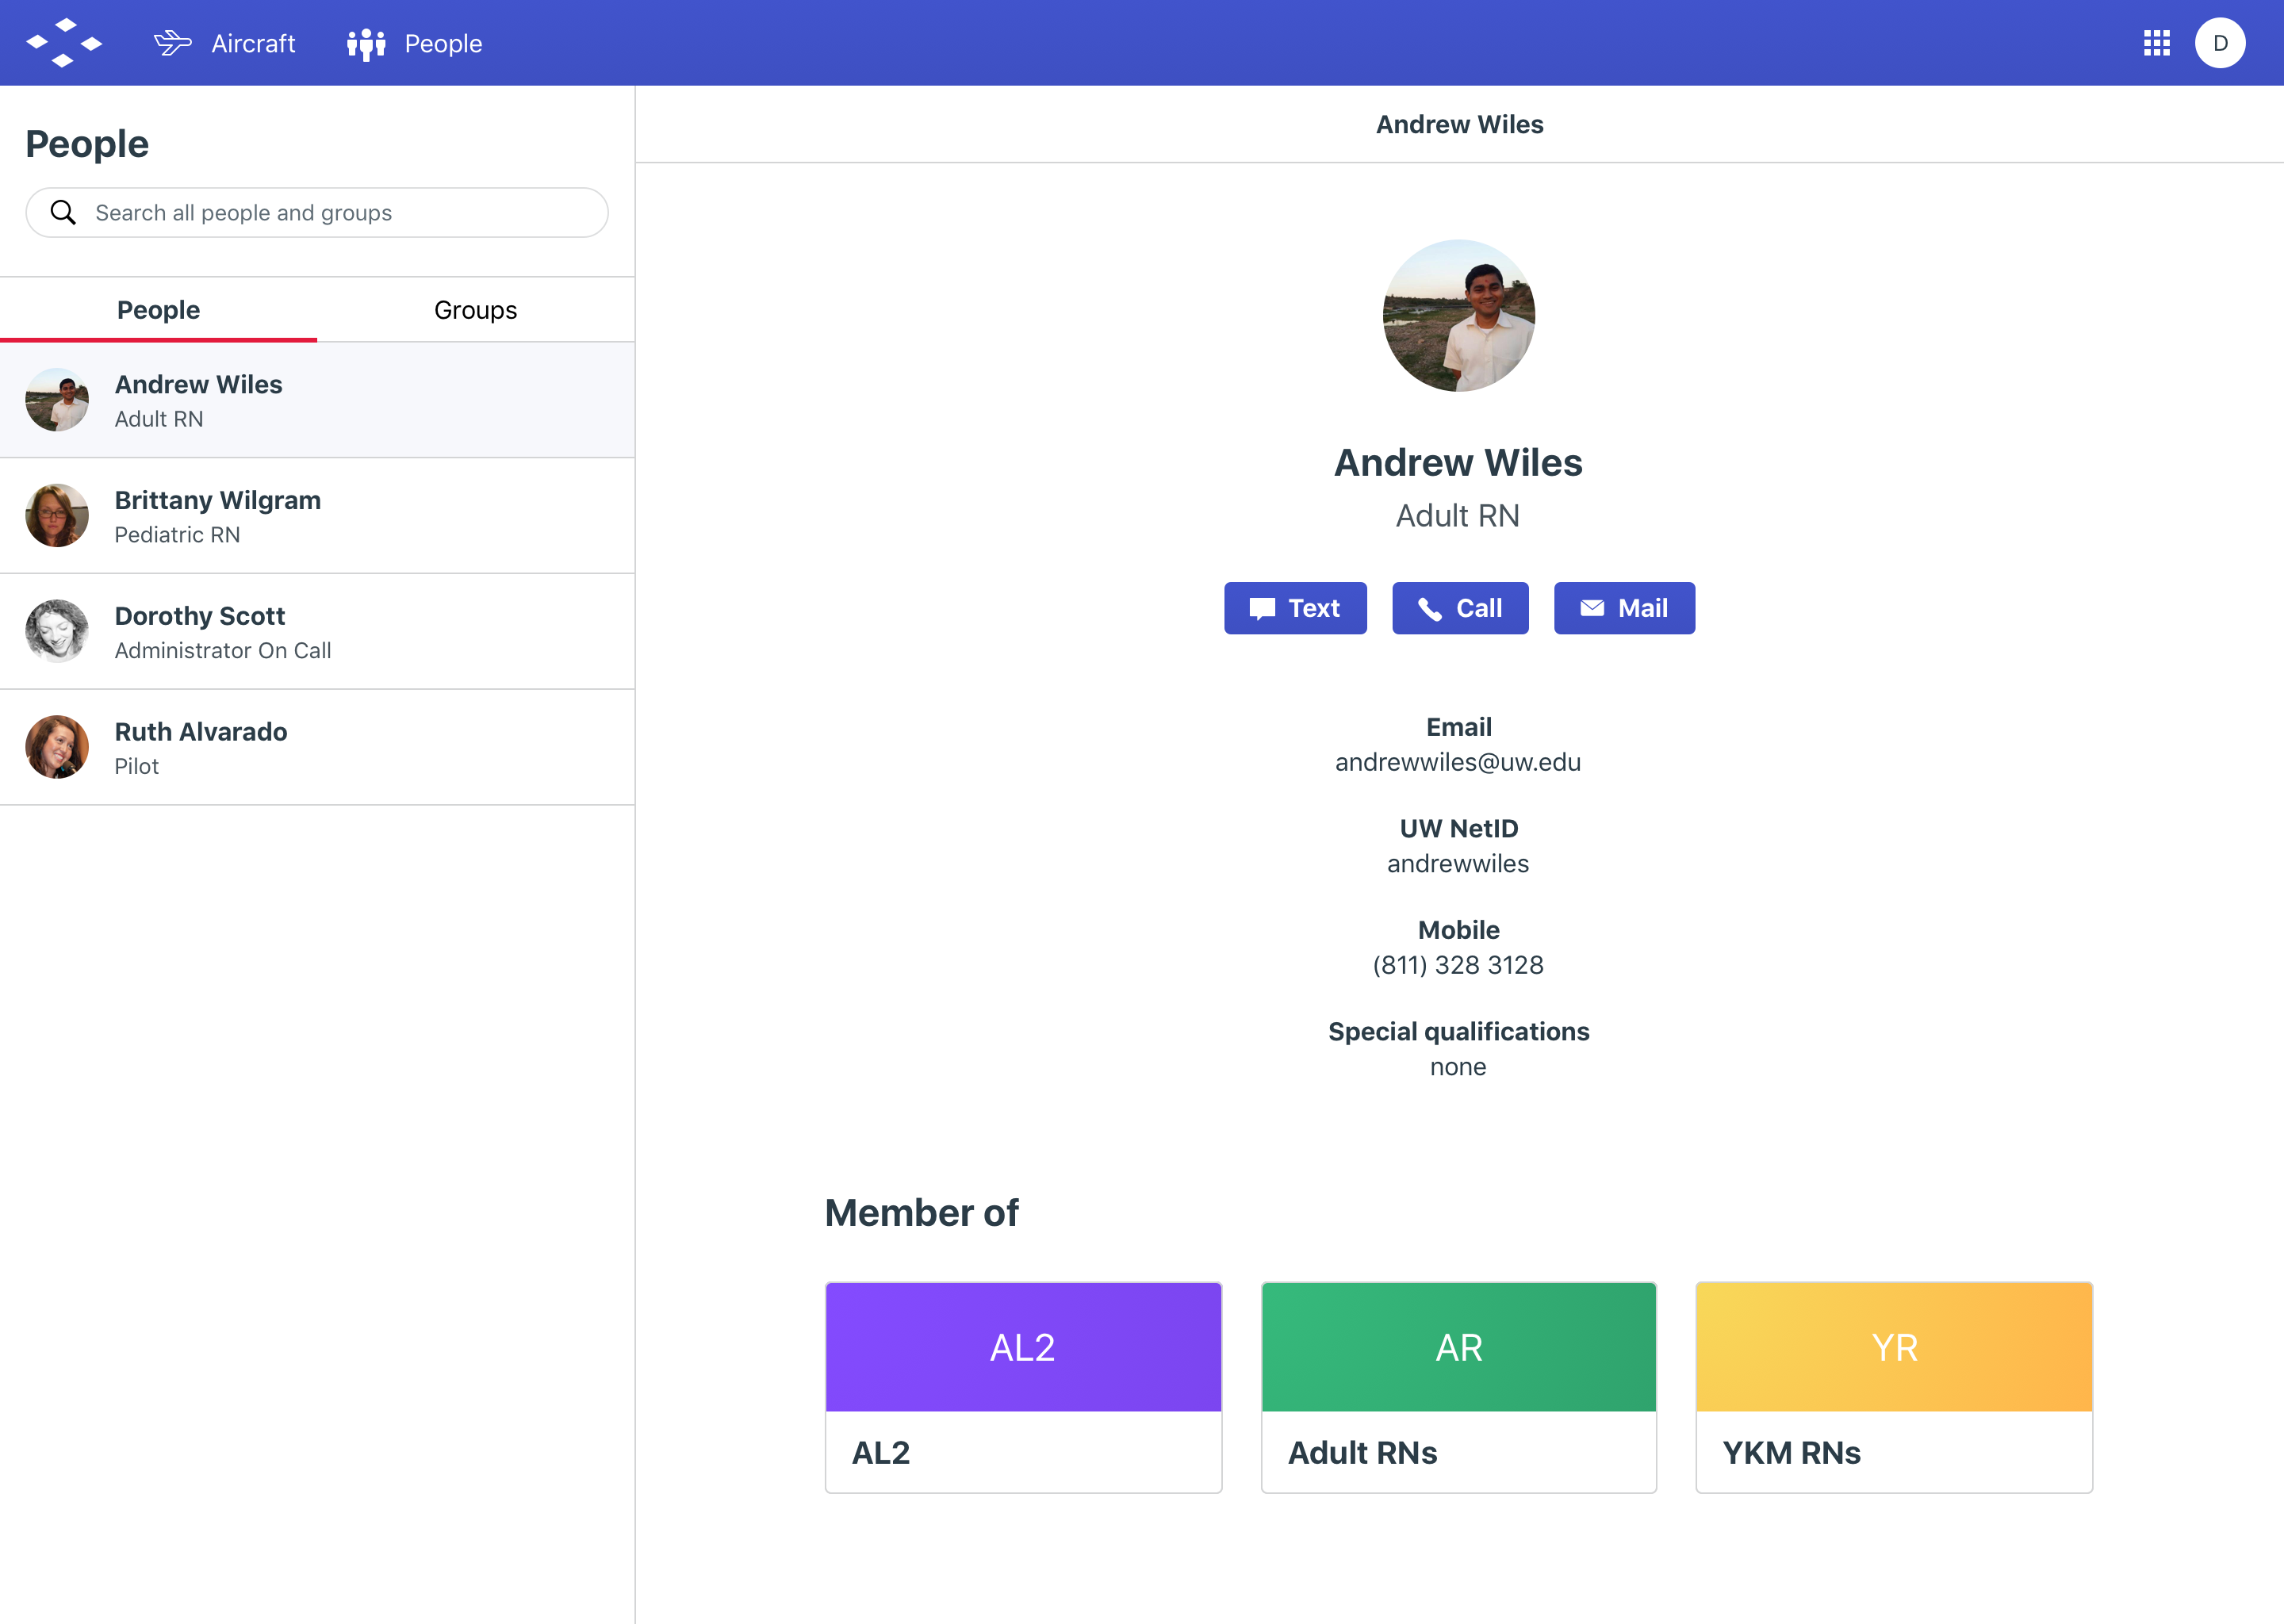 Aircraft
People
D
People
Search all people and groups
People
Groups
Andrew Wiles
Adult RN
Brittany Wilgram
Pediatric RN
Dorothy Scott
Administrator On Call
Ruth Alvarado
Pilot
Andrew Wiles
Andrew Wiles
Adult RN
Text
Call
Mail
Email
andrewwiles@uw.edu
UW NetID
andrewwiles
Mobile
(811) 328 3128
Special qualifications
none
Member of
AL2
AL2
AR
Adult RNs
YR
YKM RNs